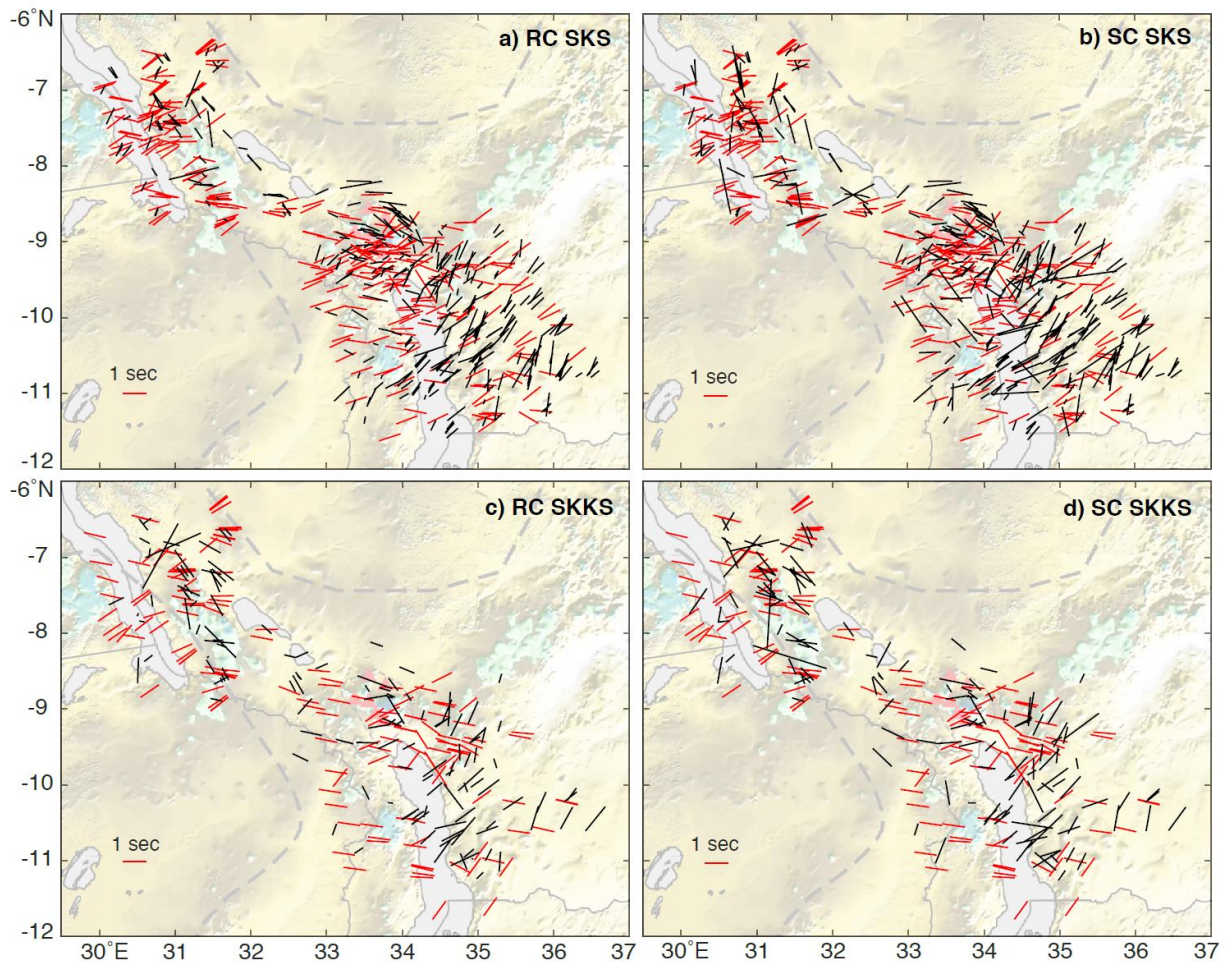 -6°N
a) RC SKS
b) SC SKS
-7
-8
-9
-10
1 sec
1 sec
-11
-12
-6°N
c) RC SKKS
d) SC SKKS
-7
-8
-9
-10
1 sec
1 sec
-11
-12
30°E 31 32 33 34 35 36 37 30°E 31 32 33 34 35 36 37